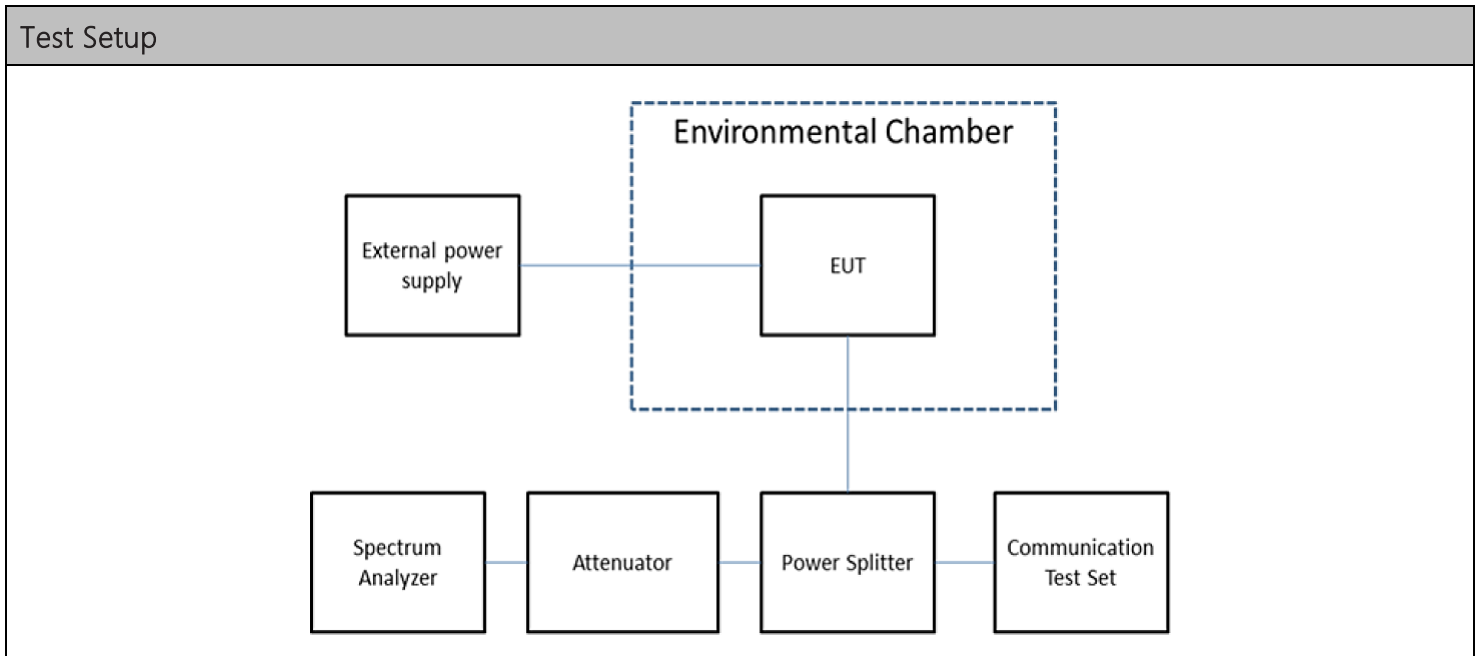 Test Setup
Environmental Chamber
External power
supply
EUT
Spectrum
Analyzer
Attenuator
Power Splitter
Communication
Test Set